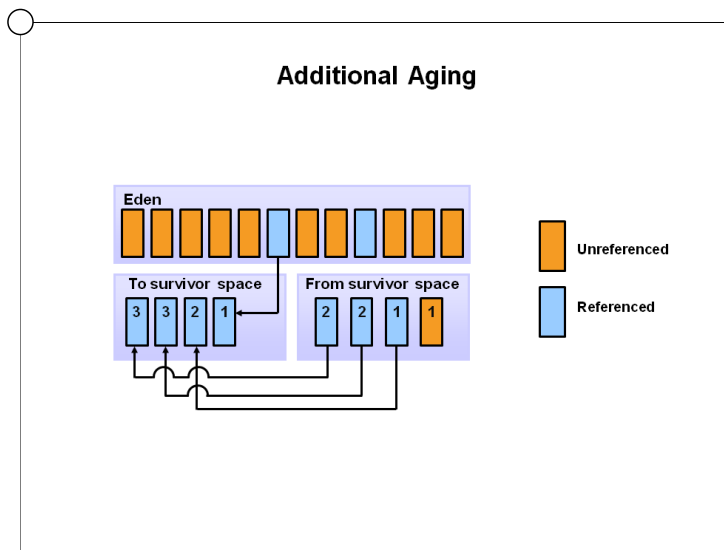 Additional Aging
Eden
To survivor space
From survivor space
3 3 2 1
2 2 1 1
Unreferenced
Referenced